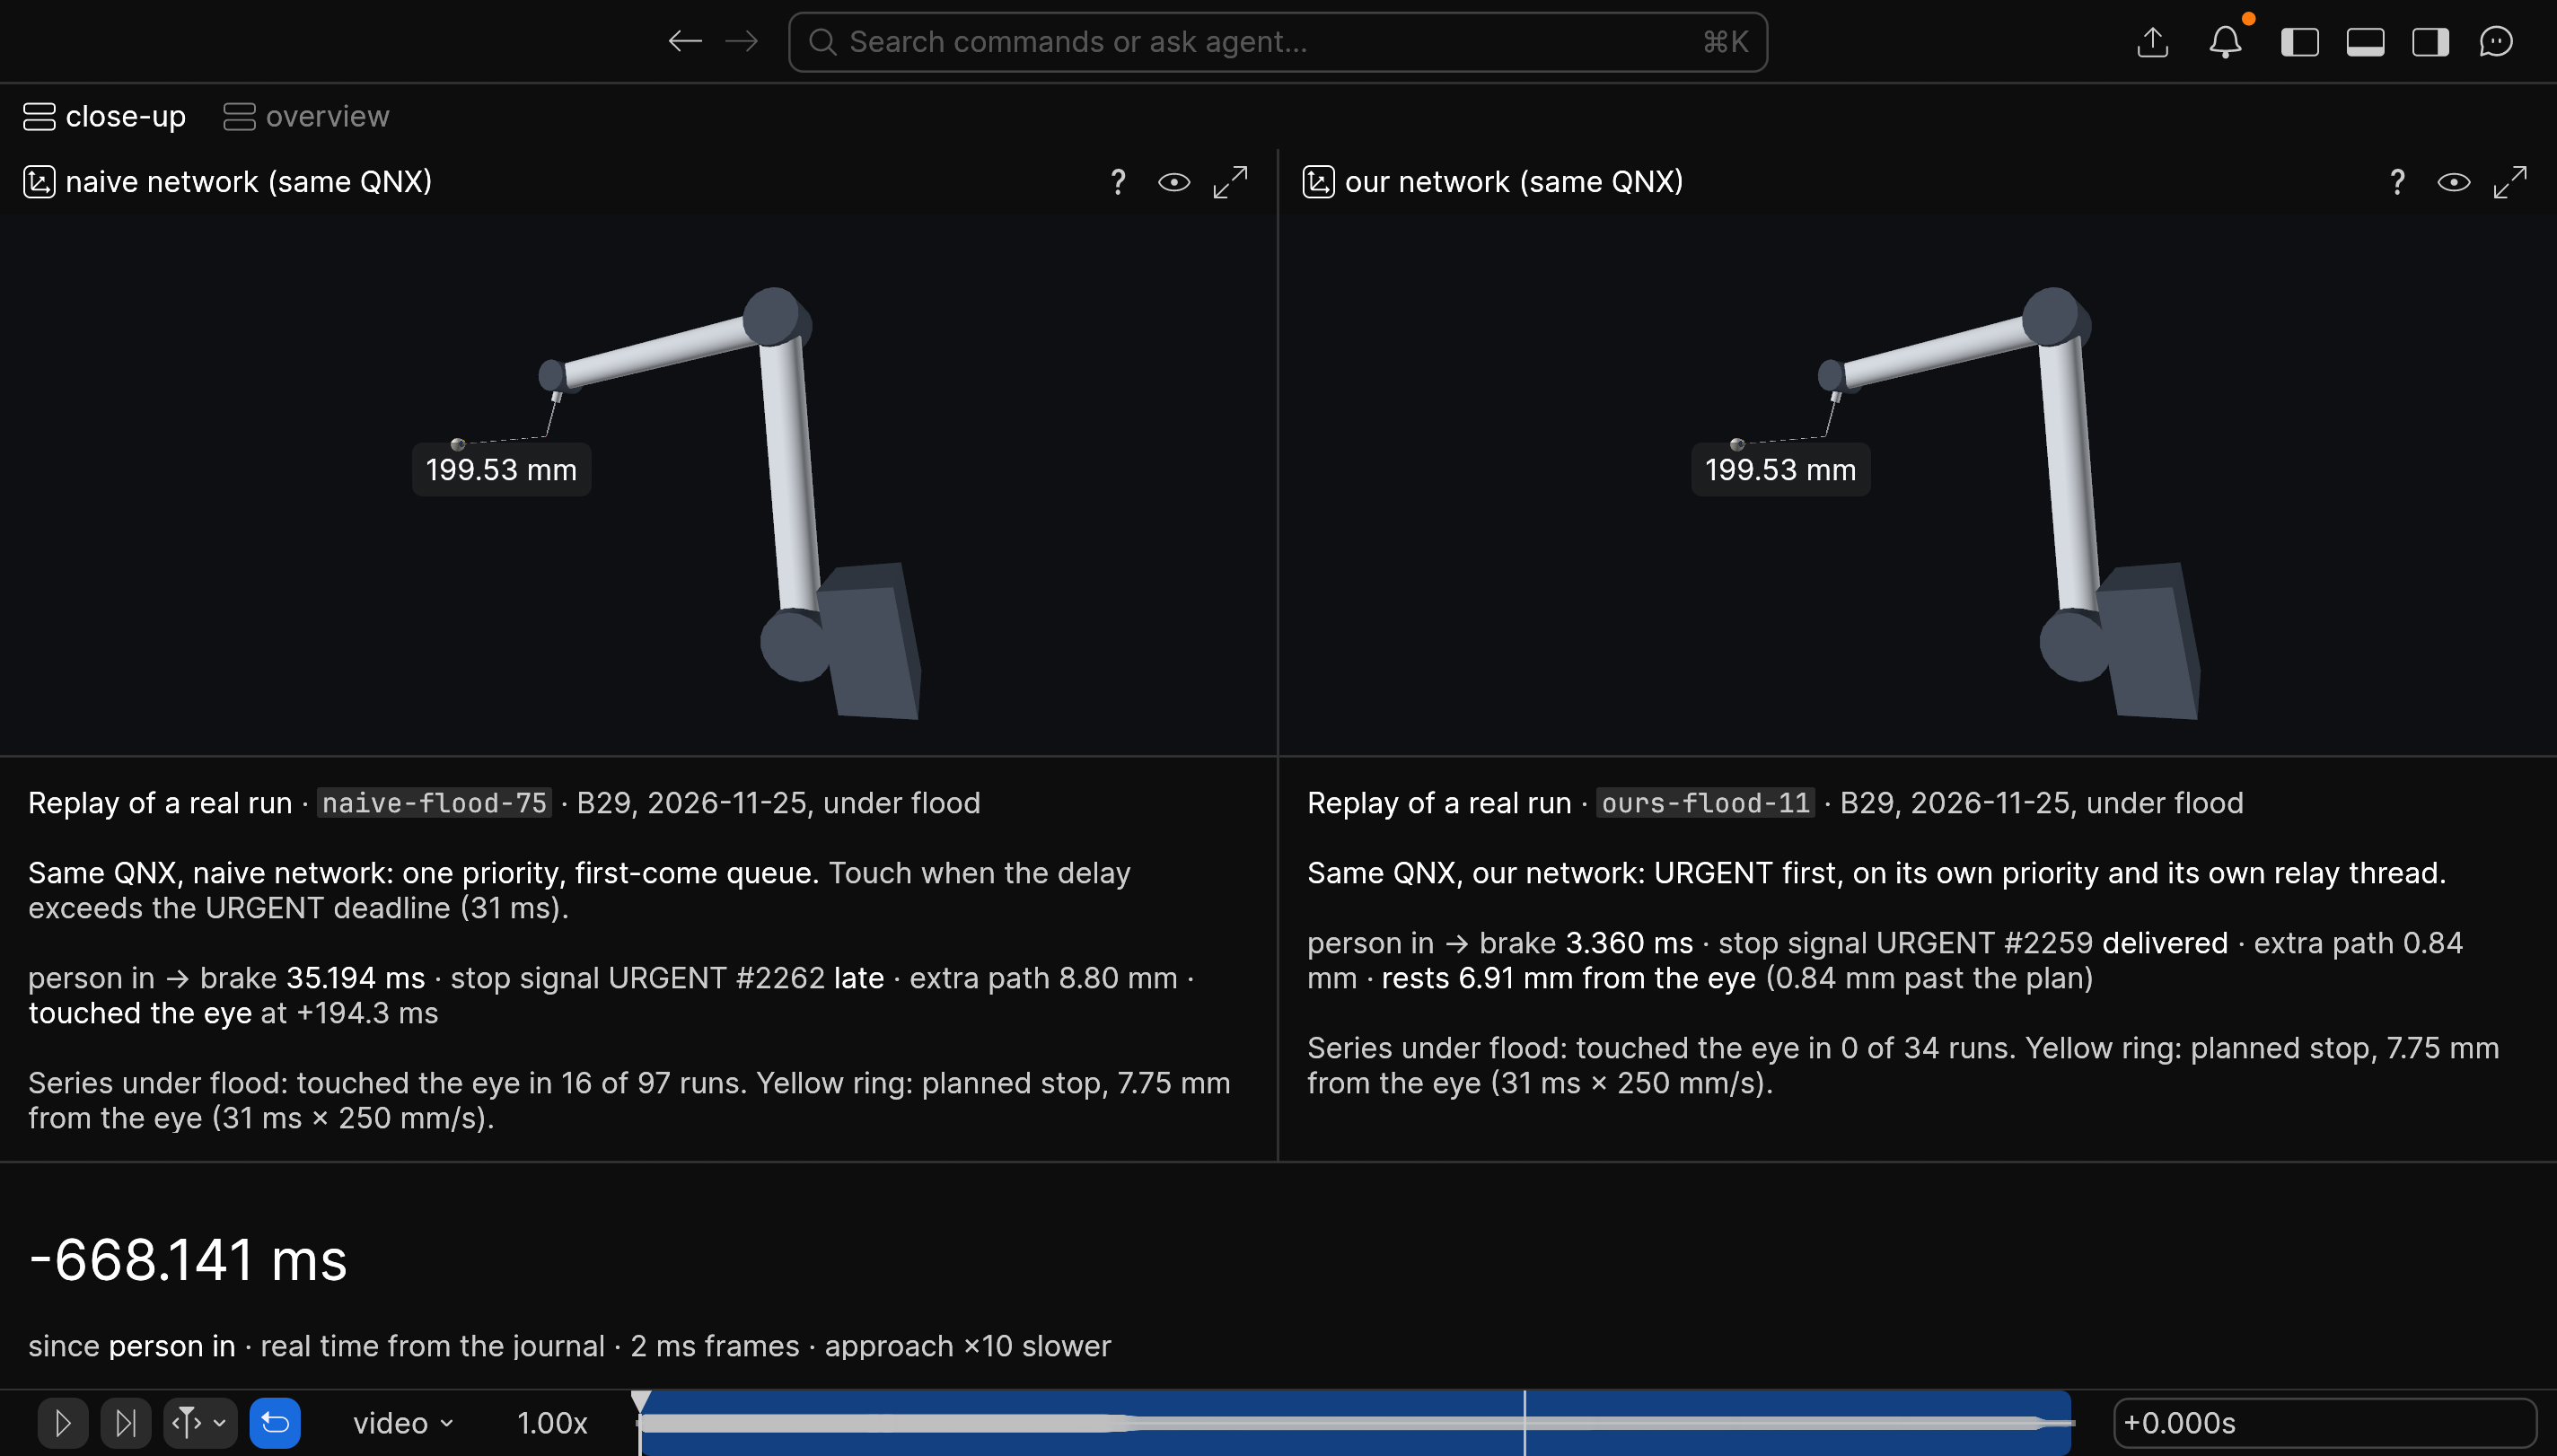 Search commands or ask agent...
⌘K
close-up
overview
naive network (same QNX)
?
our network (same QNX)
?
199.53 mm
199.53 mm
Replay of a real run · naive-flood-75 · B29, 2026-11-25, under flood
Same QNX, naive network: one priority, first-come queue. Touch when the delay
exceeds the URGENT deadline (31 ms).
person in → brake 35.194 ms · stop signal URGENT #2262 late · extra path 8.80 mm ·
touched the eye at +194.3 ms
Series under flood: touched the eye in 16 of 97 runs. Yellow ring: planned stop, 7.75 mm
from the eye (31 ms × 250 mm/s).
Replay of a real run · ours-flood-11 · B29, 2026-11-25, under flood
Same QNX, our network: URGENT first, on its own priority and its own relay thread.
person in → brake 3.360 ms · stop signal URGENT #2259 delivered · extra path 0.84
mm · rests 6.91 mm from the eye (0.84 mm past the plan)
Series under flood: touched the eye in 0 of 34 runs. Yellow ring: planned stop, 7.75 mm
from the eye (31 ms × 250 mm/s).
-668.141 ms
since person in · real time from the journal · 2 ms frames · approach ×10 slower
video
1.00x
+0.000s